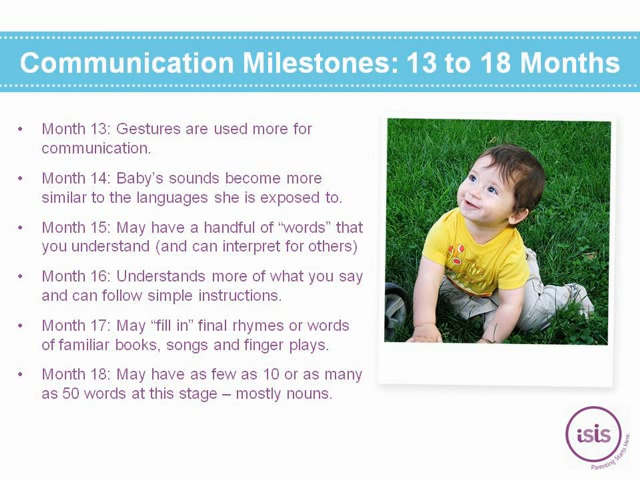 Communication Milestones: 13 to 18 Months
• Month 13: Gestures are used more for
communication.
• Month 14: Baby’s sounds become more
similar to the languages she is exposed to.
• Month 15: May have a handful of “words” that
you understand (and can interpret for others)
• Month 16: Understands more of what you say
and can follow simple instructions.
• Month 17: May “fill in” final rhymes or words
of familiar books, songs and finger plays.
• Month 18: May have as few as 10 or as many
as 50 words at this stage – mostly nouns.
isis
Parenting Starts Here.